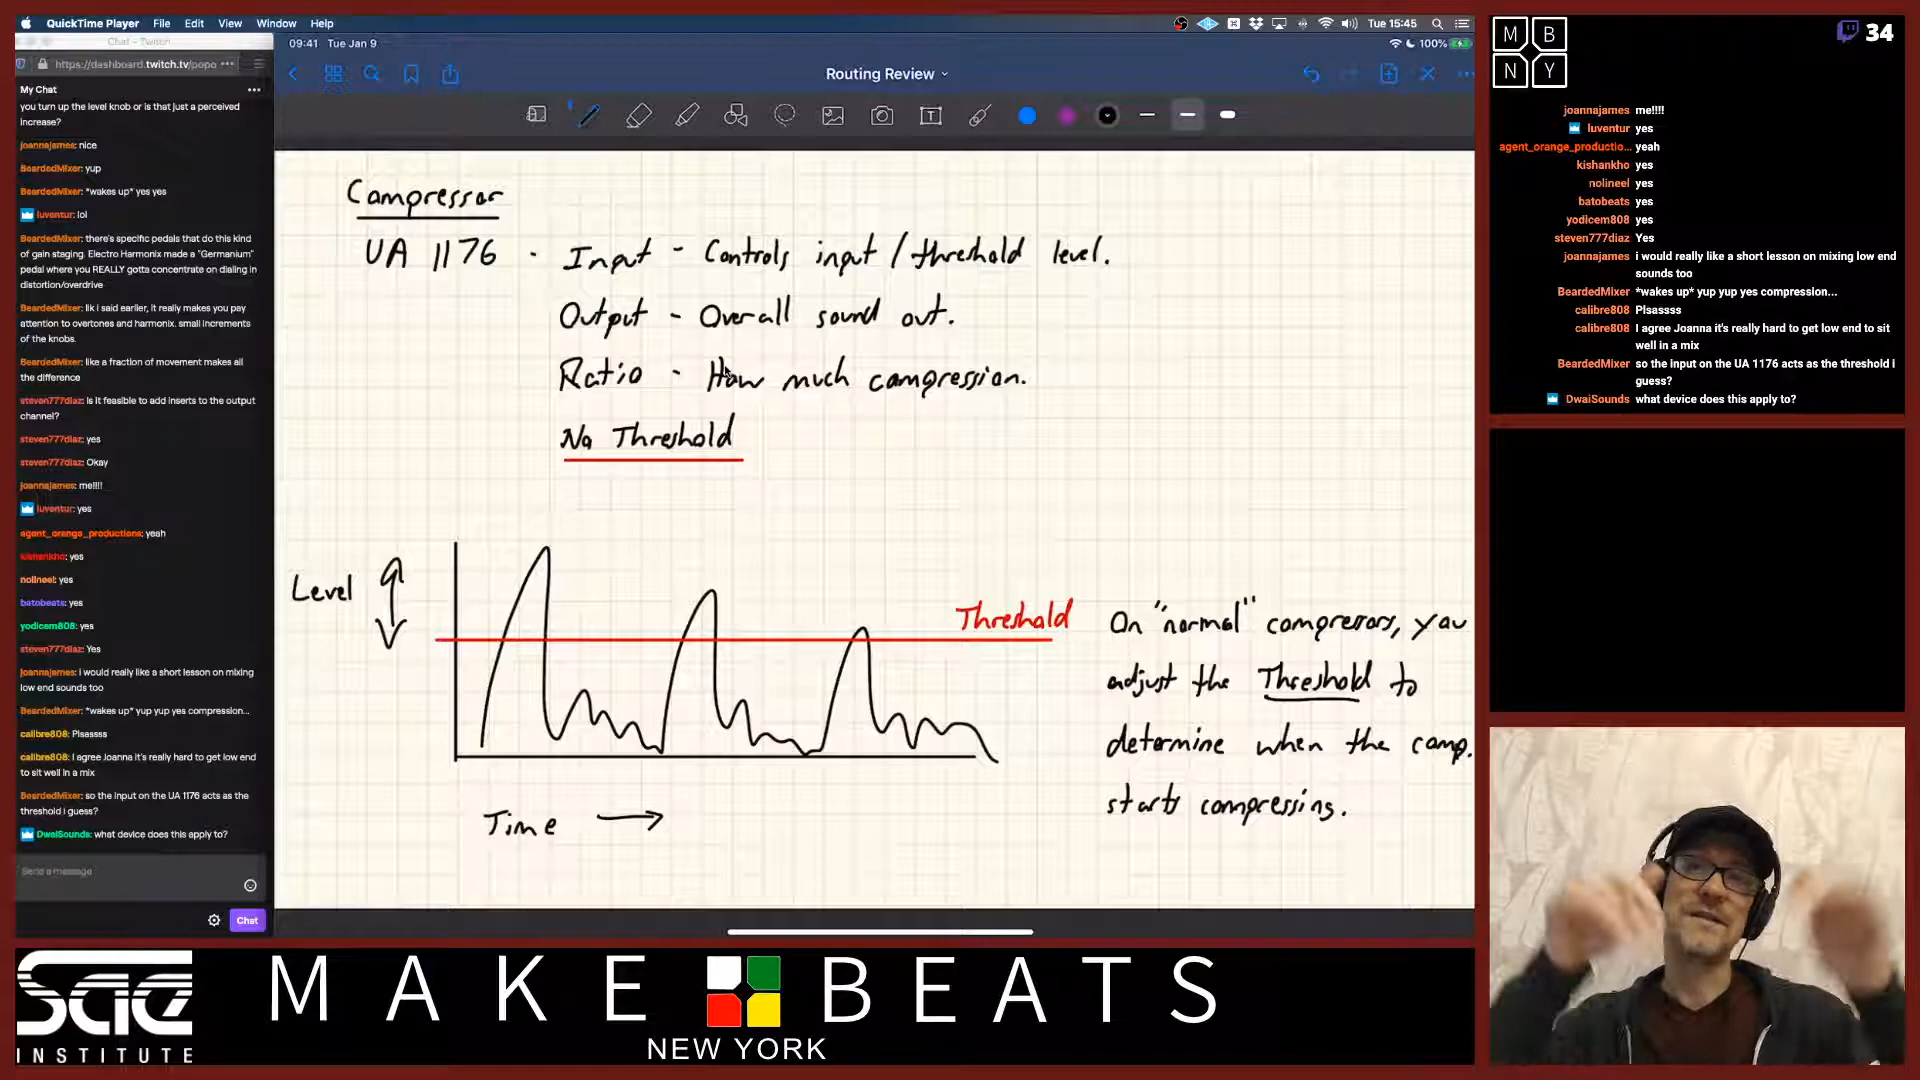 QuickTime Player File Edit View Window Help
Tue 15:45
Chat – Twitch
https://dashboard.twitch.tv/popo
My Chat
you turn up the level knob or is that just a perceived
increase?
joannajames: nice
BeardedMixer: yup
BeardedMixer: *wakes up* yes yes
luventur: lol
BeardedMixer: there's specific pedals that do this kind
of gain staging. Electro Harmonix made a "Germanium"
pedal where you REALLY gotta concentrate on dialing in
distortion/overdrive
BeardedMixer: lik i said earlier, it really makes you pay
attention to overtones and harmonix. small increments
of the knobs.
BeardedMixer: like a fraction of movement makes all
the difference
steven777diaz: Is it feasible to add inserts to the output
channel?
steven777diaz: yes
steven777diaz: Okay
joannajames: me!!!!
luventur: yes
agent_orange_productions: yeah
kishankho: yes
nolineel: yes
batobeats: yes
yodicem808: yes
steven777diaz: Yes
joannajames: i would really like a short lesson on mixing
low end sounds too
BeardedMixer: *wakes up* yup yup yes compression...
calibre808: Plsassss
calibre808: I agree Joanna it's really hard to get low end
to sit well in a mix
BeardedMixer: so the input on the UA 1176 acts as the
threshold i guess?
DwaiSounds: what device does this apply to?
Send a message
Chat
09:41 Tue Jan 9
100%
Routing Review
Compressor
UA 1176 - Input - Controls input / threshold level.
Output - Overall sound out.
Ratio - How much compression.
No Threshold
Level
Threshold
Time
On "normal" compressors, you
adjust the Threshold to
determine when the comp.
starts compressing.
M B
N Y
34
joannajames me!!!!
luventur yes
agent_orange_productio... yeah
kishankho yes
nolineel yes
batobeats yes
yodicem808 yes
steven777diaz Yes
joannajames i would really like a short lesson on mixing low end
sounds too
BeardedMixer *wakes up* yup yup yes compression...
calibre808 Plsassss
calibre808 I agree Joanna it's really hard to get low end to sit
well in a mix
BeardedMixer so the input on the UA 1176 acts as the threshold i
guess?
DwaiSounds what device does this apply to?
sae
INSTITUTE
MAKE BEATS
NEW YORK